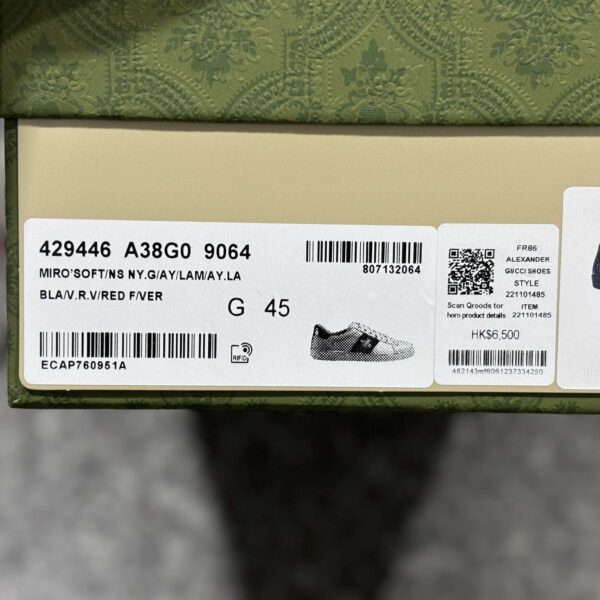 429446 A38G0 9064
MIRO'SOFT/NS NY.G/AY/LAM/AY.LA
BLA/V.R.V/RED F/VER
807132064
G 45
ECAP760951A
RFID
FR86
ALEXANDER
GUCCI SHOES
STYLE
221101485
Scan Qroods for
horo product details
ITEM
221101485
HK$6,500
482143mf6961237334259